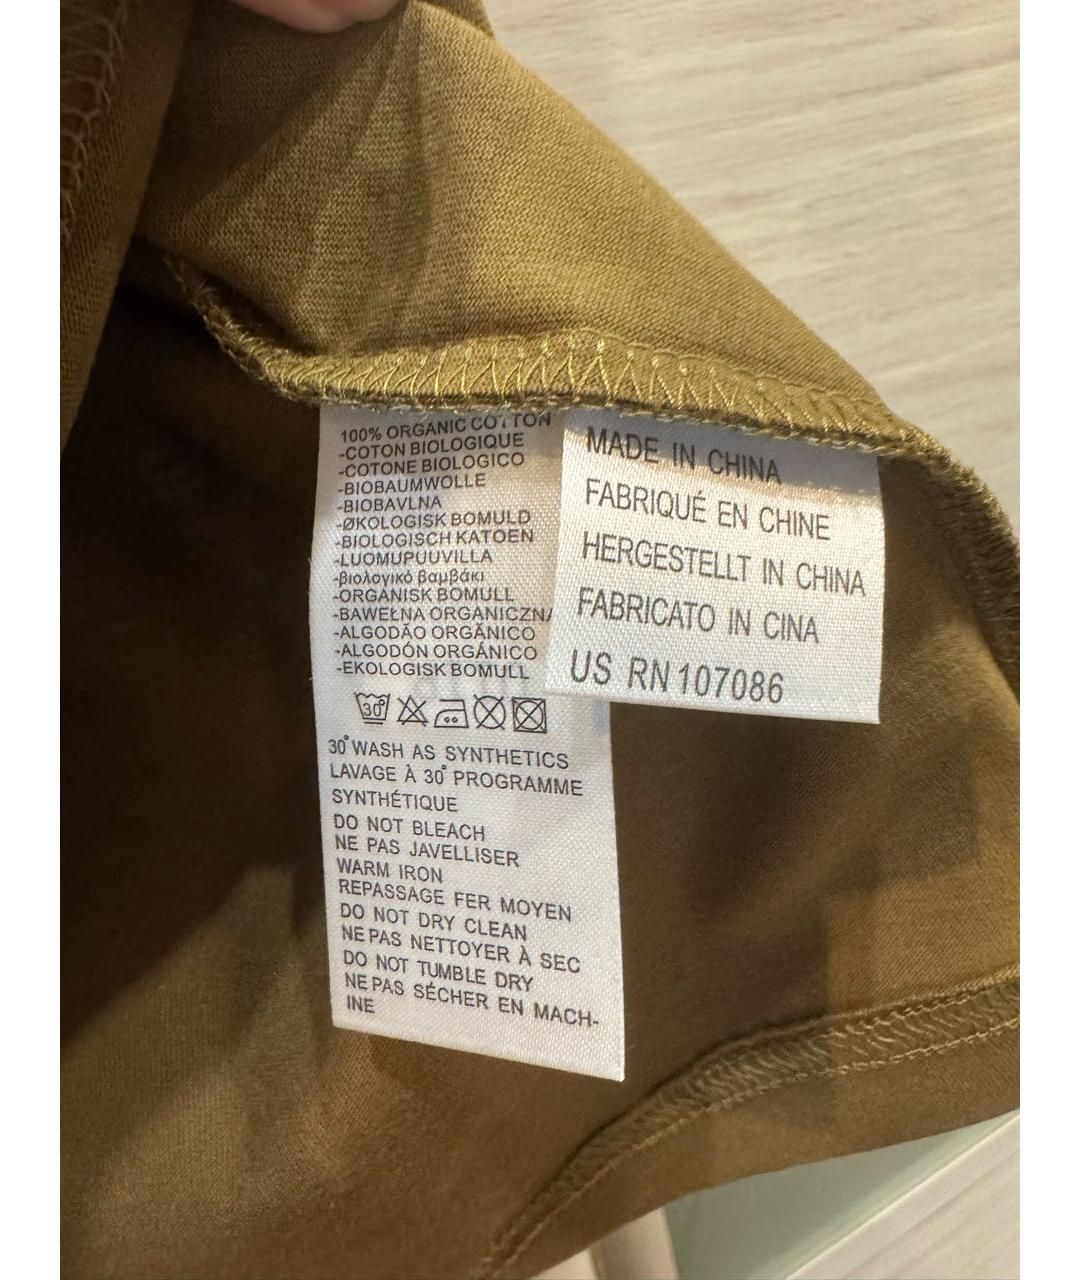 100% ORGANIC COTTON
-COTON BIOLOGIQUE
-COTONE BIOLOGICO
-BIOBAUMWOLLE
-BIOBAVLNA
-ØKOLOGISK BOMULD
-BIOLOGISCH KATOEN
-LUOMUPUUVILLA
-βιολογικό βαμβάκι
-ORGANISK BOMULL
-BAWEŁNA ORGANICZNA
-ALGODÃO ORGÃNICO
-ALGODÓN ORGÁNICO
-EKOLOGISK BOMULL
30°
30° WASH AS SYNTHETICS
LAVAGE À 30° PROGRAMME
SYNTHÉTIQUE
DO NOT BLEACH
NE PAS JAVELLISER
WARM IRON
REPASSAGE FER MOYEN
DO NOT DRY CLEAN
NE PAS NETTOYER À SEC
DO NOT TUMBLE DRY
NE PAS SÉCHER EN MACH-
INE
MADE IN CHINA
FABRIQUÉ EN CHINE
HERGESTELLT IN CHINA
FABRICATO IN CINA
US RN 107086